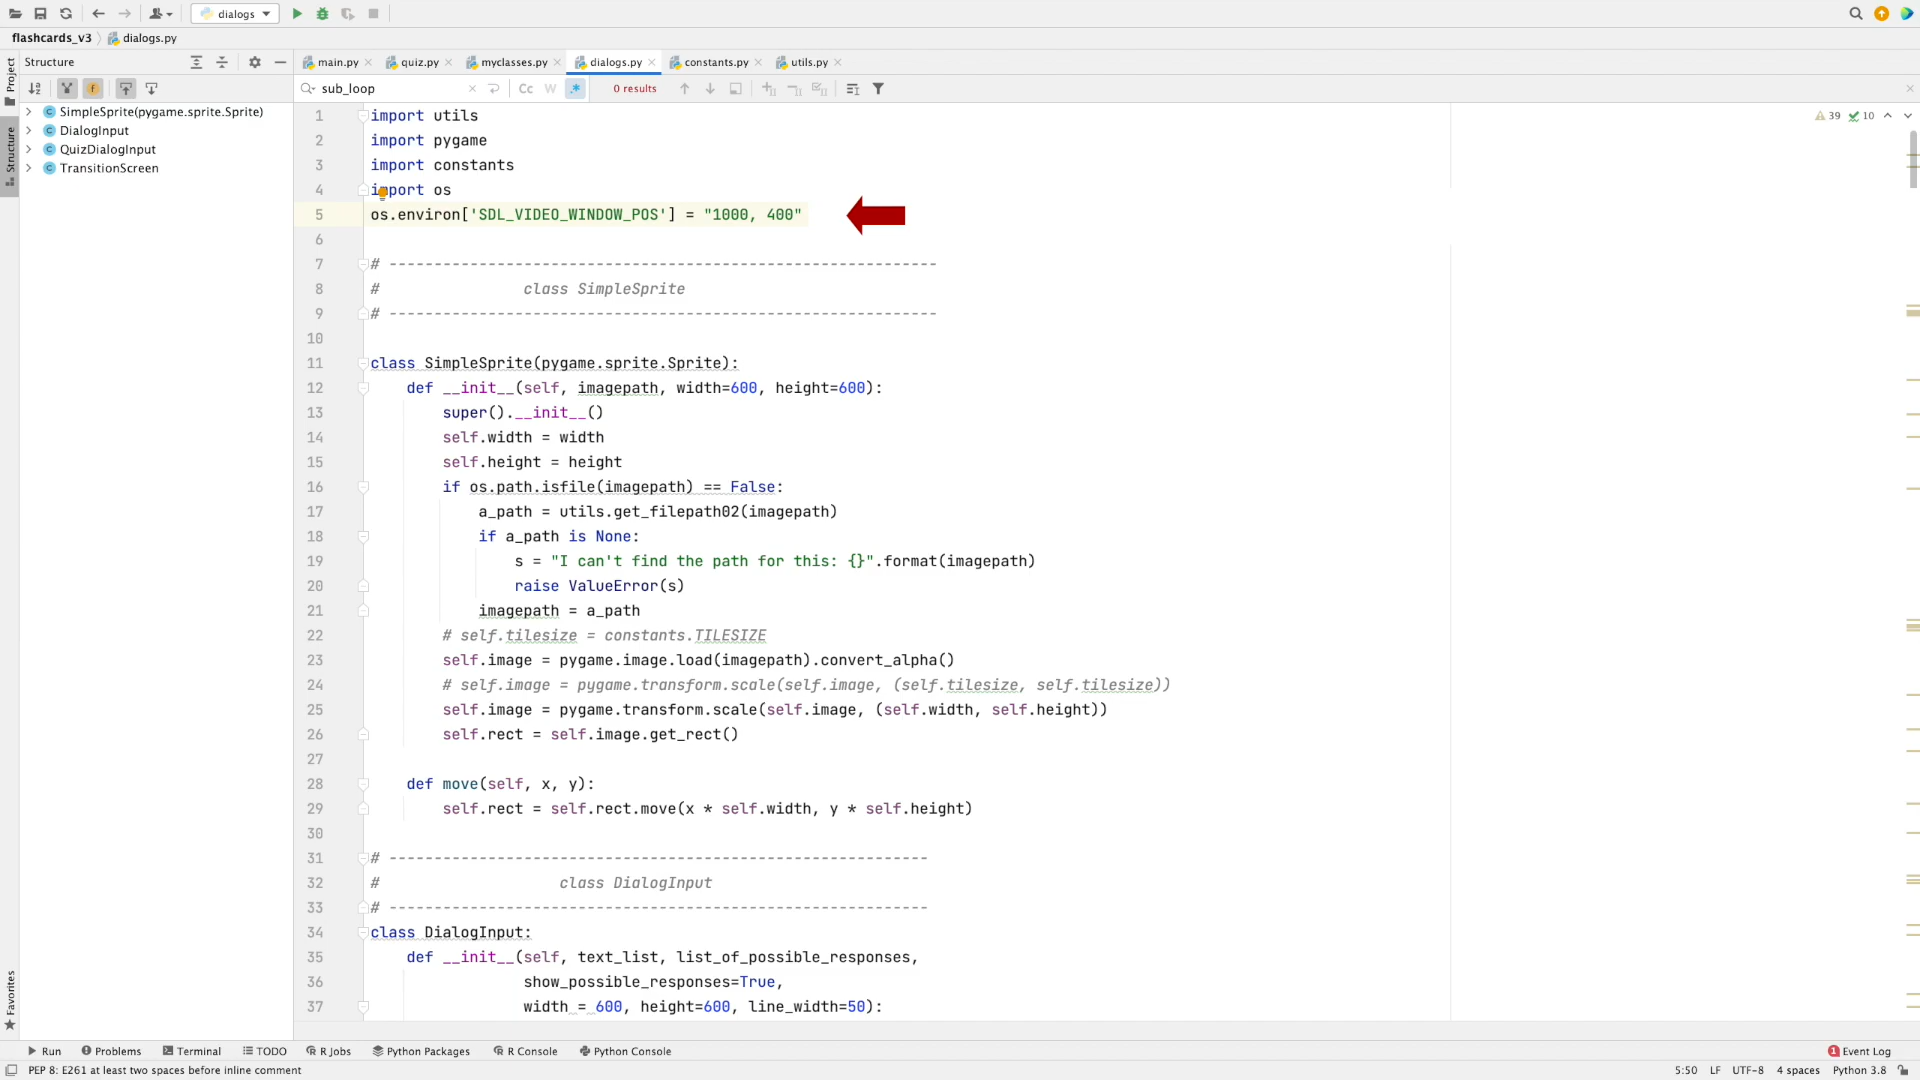 dialogs
flashcards_v3 dialogs.py
Structure
main.py quiz.py myclasses.py dialogs.py constants.py utils.py
sub_loop Cc W .* 0 results
Project
Structure
Favorites
SimpleSprite(pygame.sprite.Sprite)
DialogInput
QuizDialogInput
TransitionScreen
39 10
1 import utils
2 import pygame
3 import constants
4 import os
5 os.environ['SDL_VIDEO_WINDOW_POS'] = "1000, 400"
6
7 # -------------------------------------------------------------
8 # class SimpleSprite
9 # -------------------------------------------------------------
10
11 class SimpleSprite(pygame.sprite.Sprite):
12 def __init__(self, imagepath, width=600, height=600):
13 super().__init__()
14 self.width = width
15 self.height = height
16 if os.path.isfile(imagepath) == False:
17 a_path = utils.get_filepath02(imagepath)
18 if a_path is None:
19 s = "I can't find the path for this: {}".format(imagepath)
20 raise ValueError(s)
21 imagepath = a_path
22 # self.tilesize = constants.TILESIZE
23 self.image = pygame.image.load(imagepath).convert_alpha()
24 # self.image = pygame.transform.scale(self.image, (self.tilesize, self.tilesize))
25 self.image = pygame.transform.scale(self.image, (self.width, self.height))
26 self.rect = self.image.get_rect()
27
28 def move(self, x, y):
29 self.rect = self.rect.move(x * self.width, y * self.height)
30
31 # ------------------------------------------------------------
32 # class DialogInput
33 # ------------------------------------------------------------
34 class DialogInput:
35 def __init__(self, text_list, list_of_possible_responses,
36 show_possible_responses=True,
37 width = 600, height=600, line_width=50):
Run Problems Terminal TODO R Jobs Python Packages R Console Python Console 1 Event Log
PEP 8: E261 at least two spaces before inline comment 5:50 LF UTF-8 4 spaces Python 3.8